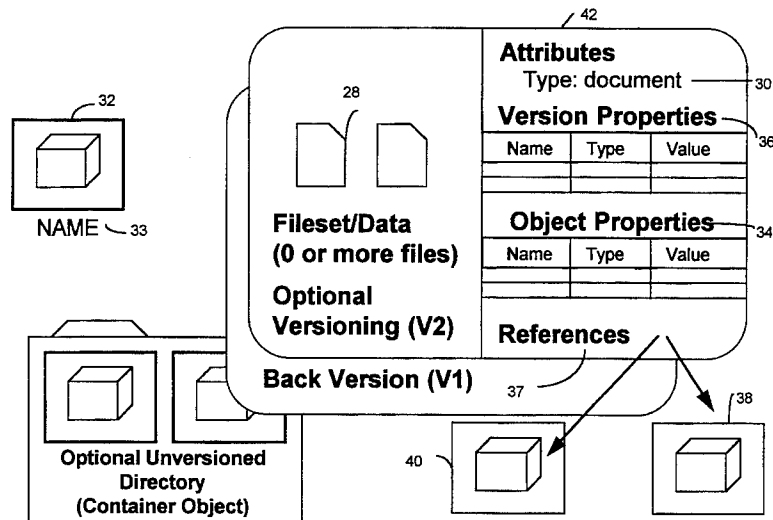 42
Attributes
Type: document
30
32
28
Version Properties
36
Name Type Value
NAME
33
Fileset/Data
(0 or more files)
Object Properties
34
Name Type Value
Optional
Versioning (V2)
References
Back Version (V1)
37
38
40
Optional Unversioned
Directory
(Container Object)